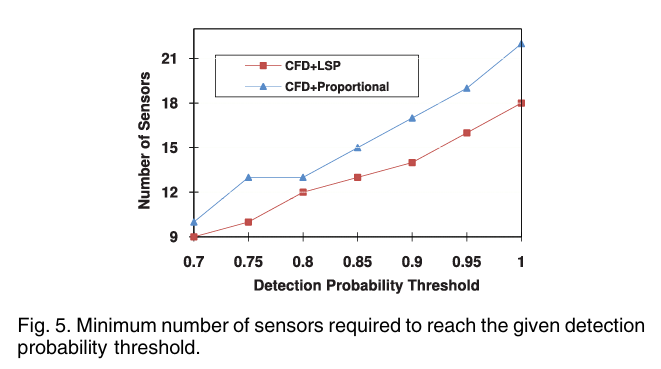 21
18
15
12
9
Number of Sensors
CFD+LSP
CFD+Proportional
0.7 0.75 0.8 0.85 0.9 0.95 1
Detection Probability Threshold
Fig. 5. Minimum number of sensors required to reach the given detection
probability threshold.